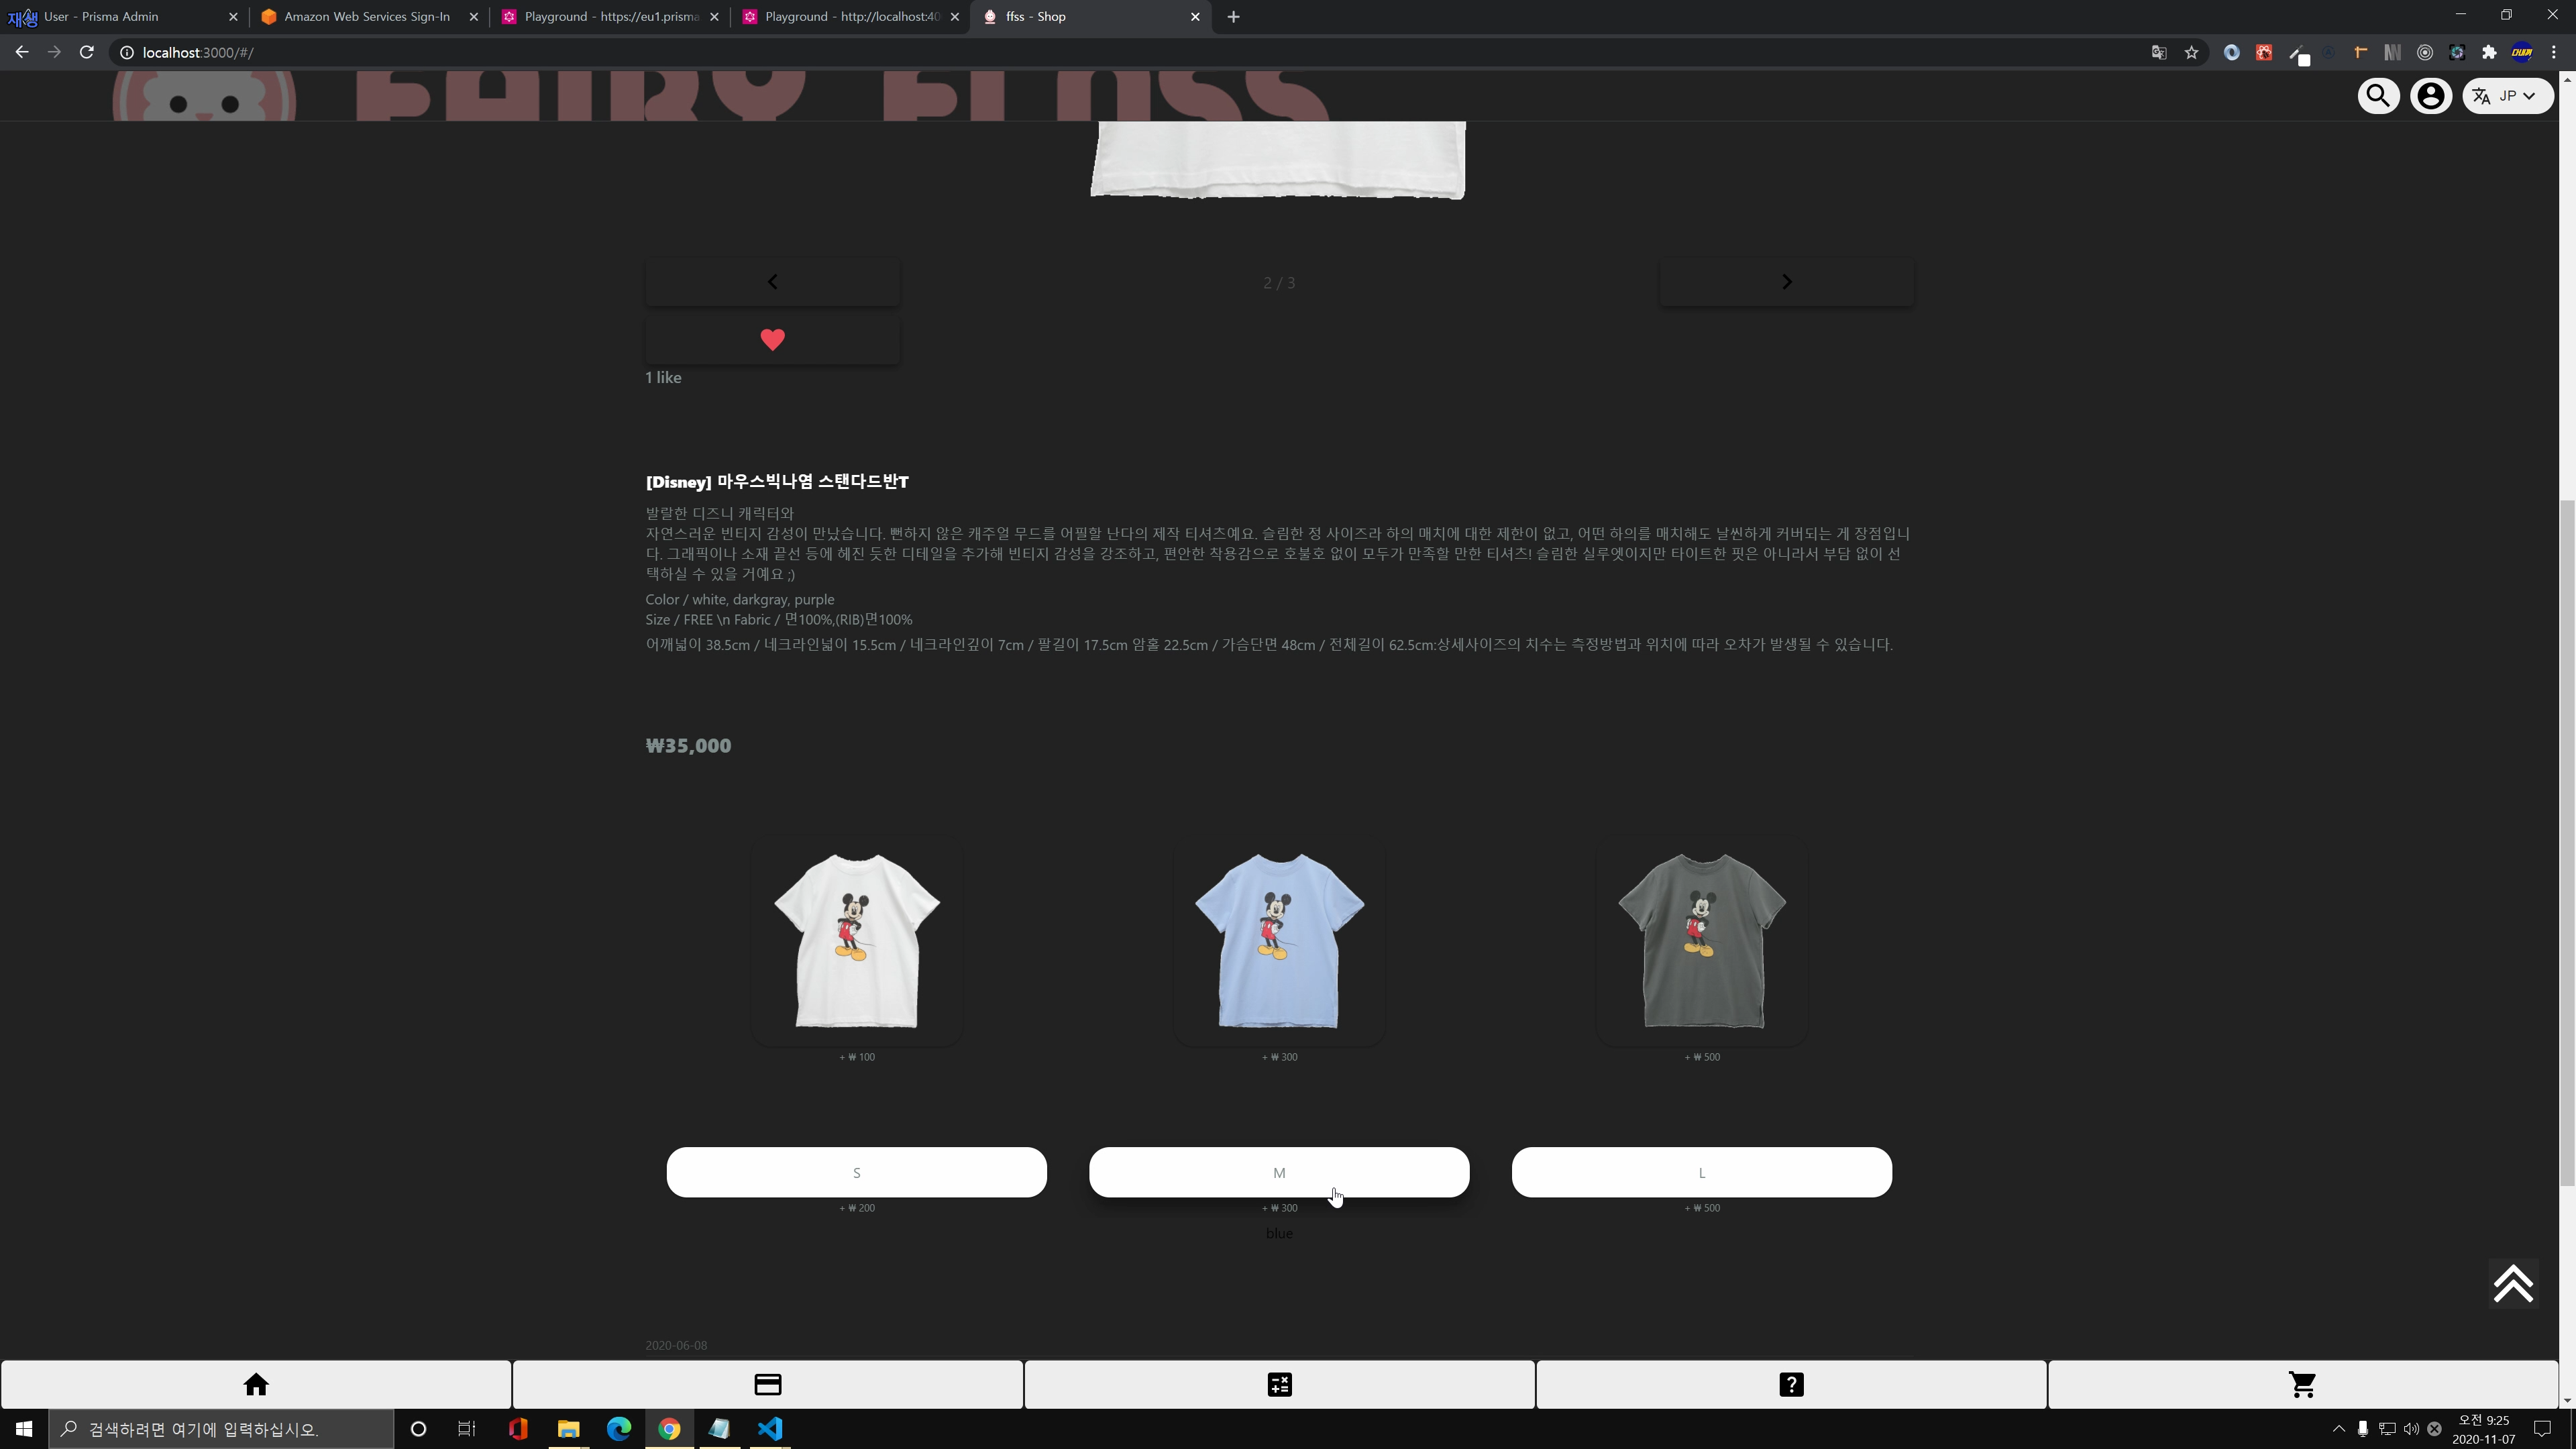 재생
User - Prisma Admin
Amazon Web Services Sign-In
Playground - https://eu1.prisma
Playground - http://localhost:40
ffss - Shop
localhost:3000/#/
FAIRY FLOSS
JP
2 / 3
1 like
[Disney] 마우스빅나염 스탠다드반T
발랄한 디즈니 캐릭터와
자연스러운 빈티지 감성이 만났습니다. 뻔하지 않은 캐주얼 무드를 어필할 난다의 제작 티셔츠예요. 슬림한 정 사이즈라 하의 매치에 대한 제한이 없고, 어떤 하의를 매치해도 날씬하게 커버되는 게 장점입니
다. 그래픽이나 소재 끝선 등에 헤진 듯한 디테일을 추가해 빈티지 감성을 강조하고, 편안한 착용감으로 호불호 없이 모두가 만족할 만한 티셔츠! 슬림한 실루엣이지만 타이트한 핏은 아니라서 부담 없이 선
택하실 수 있을 거예요 ;)
Color / white, darkgray, purple
Size / FREE \n Fabric / 면100%,(RIB)면100%
어깨넓이 38.5cm / 네크라인넓이 15.5cm / 네크라인깊이 7cm / 팔길이 17.5cm 암홀 22.5cm / 가슴단면 48cm / 전체길이 62.5cm:상세사이즈의 치수는 측정방법과 위치에 따라 오차가 발생될 수 있습니다.
₩35,000
+ ₩ 100
+ ₩ 300
+ ₩ 500
S
M
L
+ ₩ 200
+ ₩ 300
+ ₩ 500
blue
2020-06-08
검색하려면 여기에 입력하십시오.
오전 9:25
2020-11-07